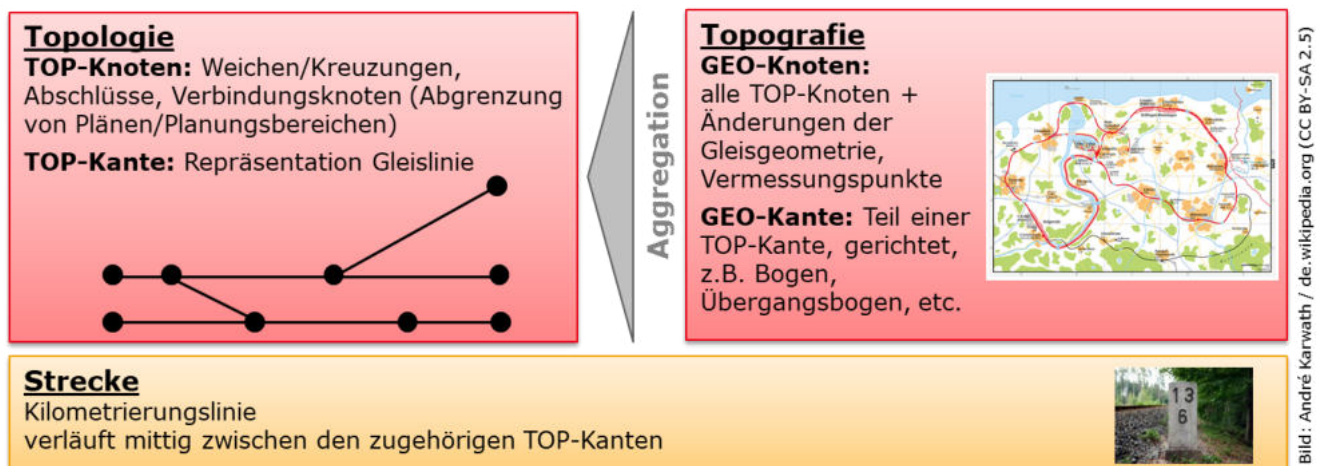 Topologie
TOP-Knoten: Weichen/Kreuzungen,
Abschlüsse, Verbindungsknoten (Abgrenzung
von Plänen/Planungsbereichen)
TOP-Kante: Repräsentation Gleislinie
Aggregation
Topografie
GEO-Knoten:
alle TOP-Knoten +
Änderungen der
Gleisgeometrie,
Vermessungspunkte
GEO-Kante: Teil einer
TOP-Kante, gerichtet,
z.B. Bogen,
Übergangsbogen, etc.
Strecke
Kilometrierungslinie
verläuft mittig zwischen den zugehörigen TOP-Kanten
1 3
6
Bild: André Karwath / de.wikipedia.org (CC BY-SA 2.5)